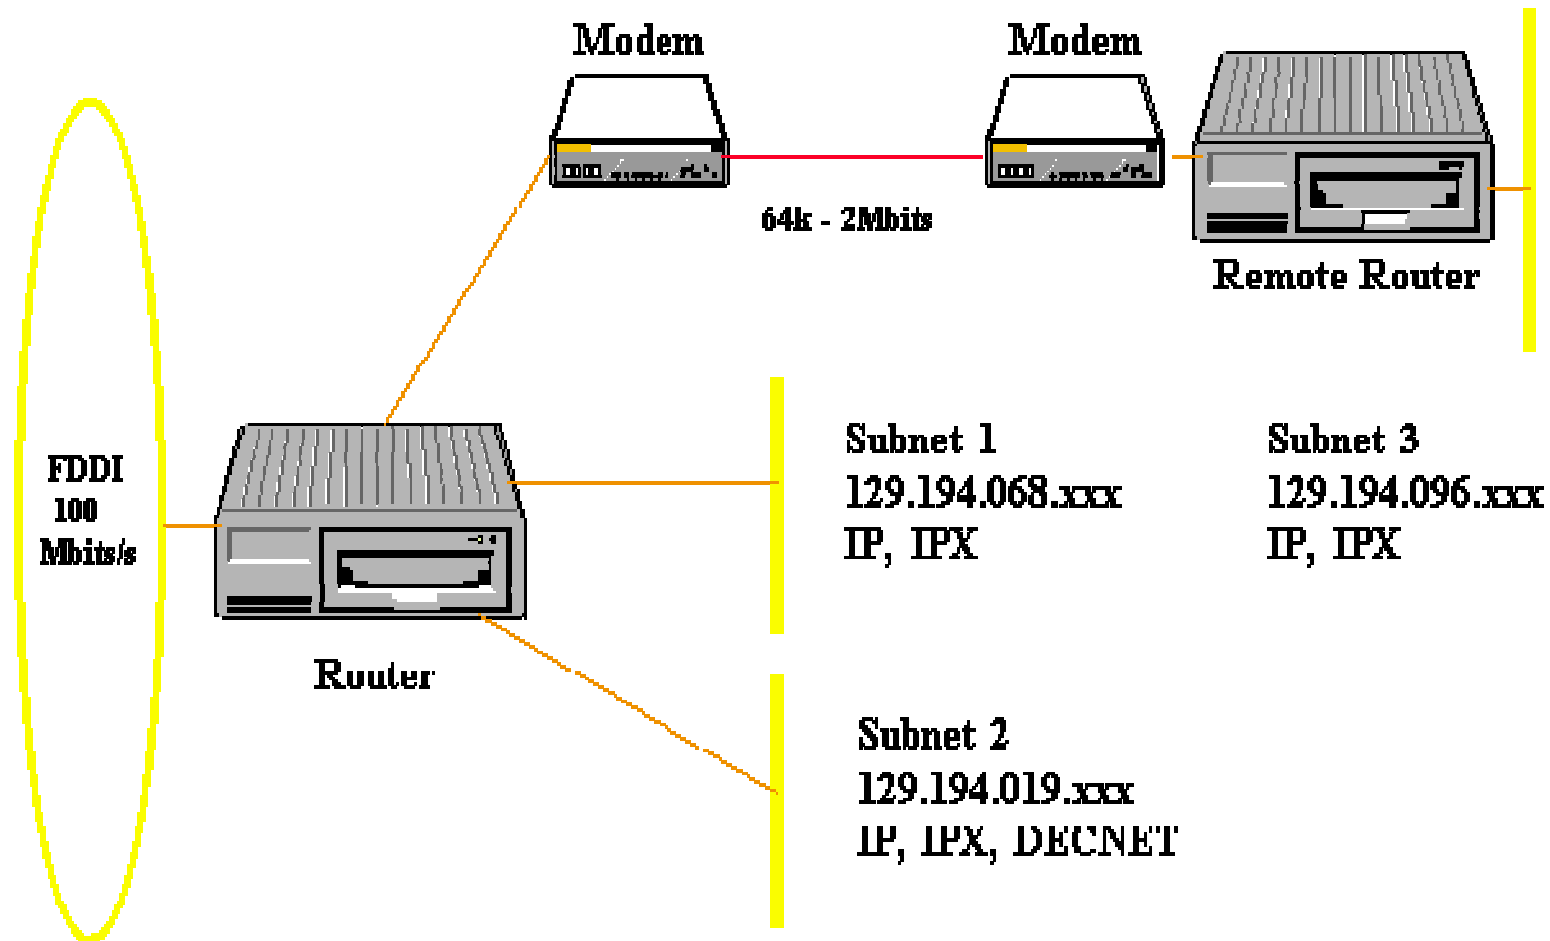 Modem
Modem
64k - 2Mbits
Remote Router
FDDI
100
Mbits/s
Router
Subnet 1
129.194.068.xxx
IP, IPX
Subnet 3
129.194.096.xxx
IP, IPX
Subnet 2
129.194.019.xxx
IP, IPX, DECNET